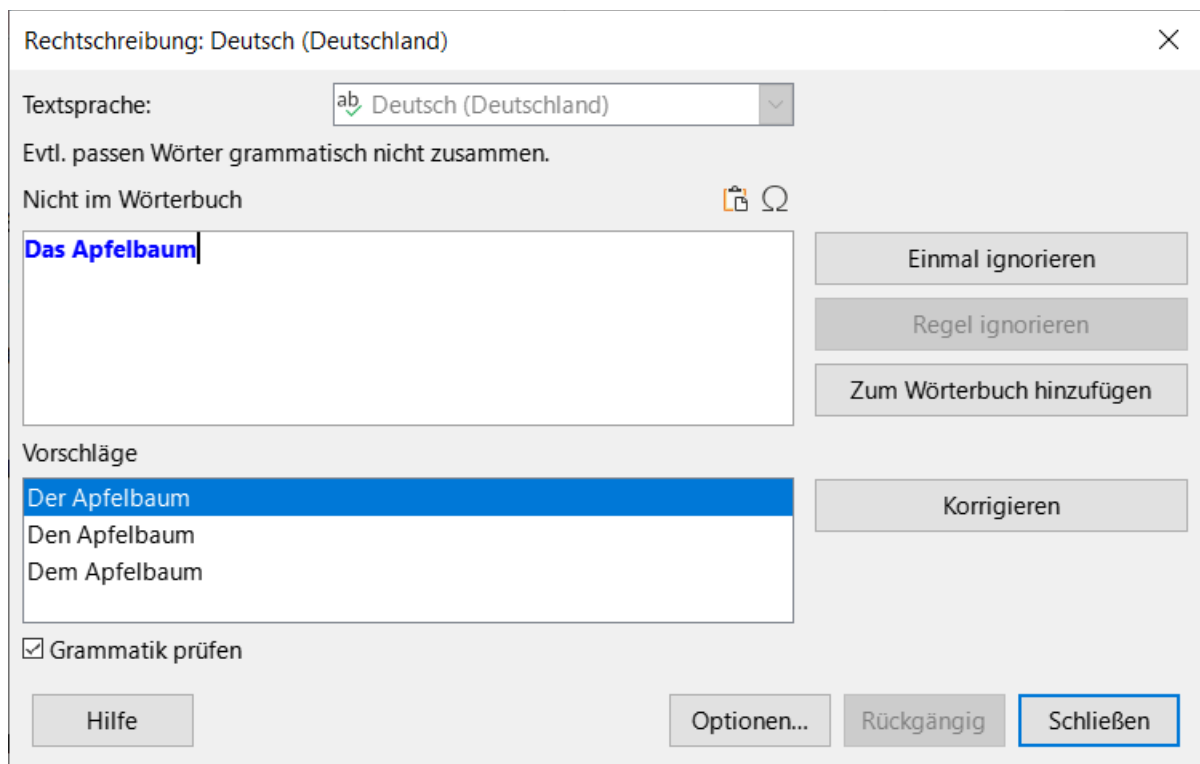 Rechtschreibung: Deutsch (Deutschland)
Textsprache:
Deutsch (Deutschland)
Evtl. passen Wörter grammatisch nicht zusammen.
Nicht im Wörterbuch
Das Apfelbaum
Einmal ignorieren
Regel ignorieren
Zum Wörterbuch hinzufügen
Vorschläge
Der Apfelbaum
Den Apfelbaum
Dem Apfelbaum
Korrigieren
Grammatik prüfen
Hilfe
Optionen...
Rückgängig
Schließen